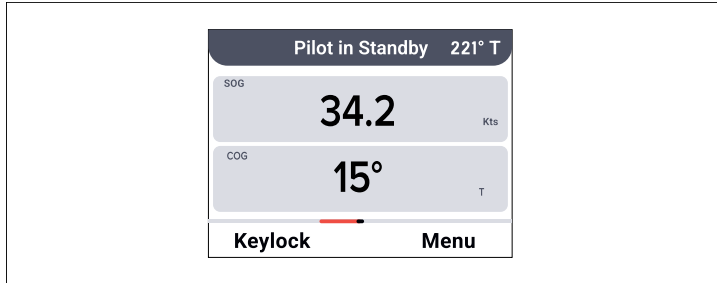 Pilot in Standby 221° T
SOG
34.2
Kts
COG
15°
T
Keylock Menu